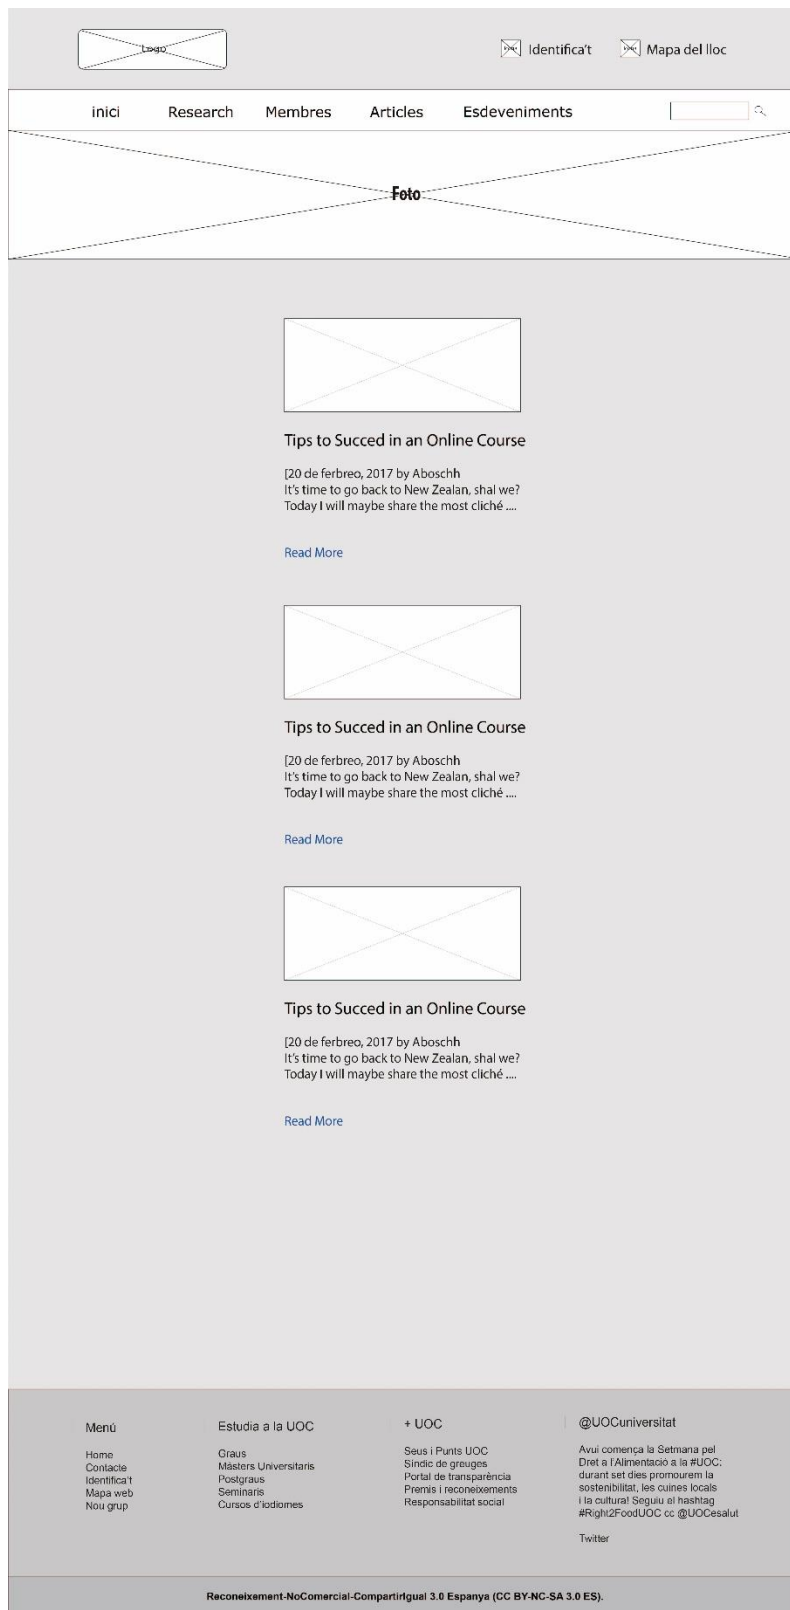 Logo
Identifica't
Mapa del lloc
inici Research Membres Articles Esdeveniments
Foto
Tips to Succed in an Online Course
[20 de ferbreo, 2017 by Aboschh
It's time to go back to New Zealan, shal we?
Today I will maybe share the most cliché ....
Read More
Tips to Succed in an Online Course
[20 de ferbreo, 2017 by Aboschh
It's time to go back to New Zealan, shal we?
Today I will maybe share the most cliché ....
Read More
Tips to Succed in an Online Course
[20 de ferbreo, 2017 by Aboschh
It's time to go back to New Zealan, shal we?
Today I will maybe share the most cliché ....
Read More
Menú
Home
Contacte
Identifica't
Mapa web
Nou grup
Estudia a la UOC
Graus
Màsters Universitaris
Postgraus
Seminaris
Cursos d'iodiomes
+ UOC
Seus i Punts UOC
Síndic de greuges
Portal de transparència
Premis i reconeixements
Responsabilitat social
@UOCuniversitat
Avui comença la Setmana pel
Dret a l'Alimentació a la #UOC:
durant set dies promourem la
sostenibilitat, les cuines locals
i la cultura! Seguiu el hashtag
#Right2FoodUOC cc @UOCesalut
Twitter
Reconeixement-NoComercial-CompartirIgual 3.0 Espanya (CC BY-NC-SA 3.0 ES).